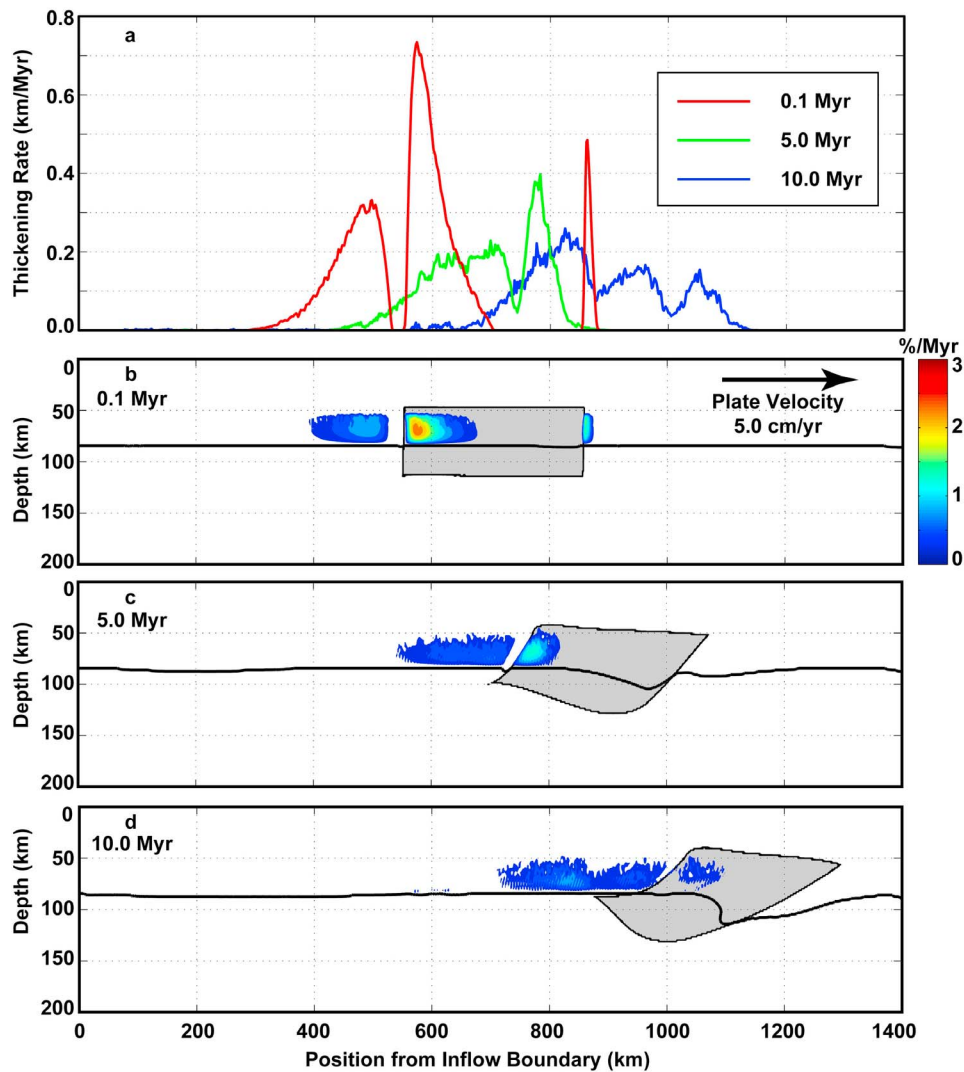 a
0.8
0.6
0.4
0.2
0.0
Thickening Rate (km/Myr)
0.1 Myr
5.0 Myr
10.0 Myr
b
0.1 Myr
0
50
100
150
200
Depth (km)
Plate Velocity
5.0 cm/yr
%/Myr
3
2
1
0
c
5.0 Myr
0
50
100
150
200
Depth (km)
d
10.0 Myr
0
50
100
150
200
Depth (km)
0 200 400 600 800 1000 1200 1400
Position from Inflow Boundary (km)